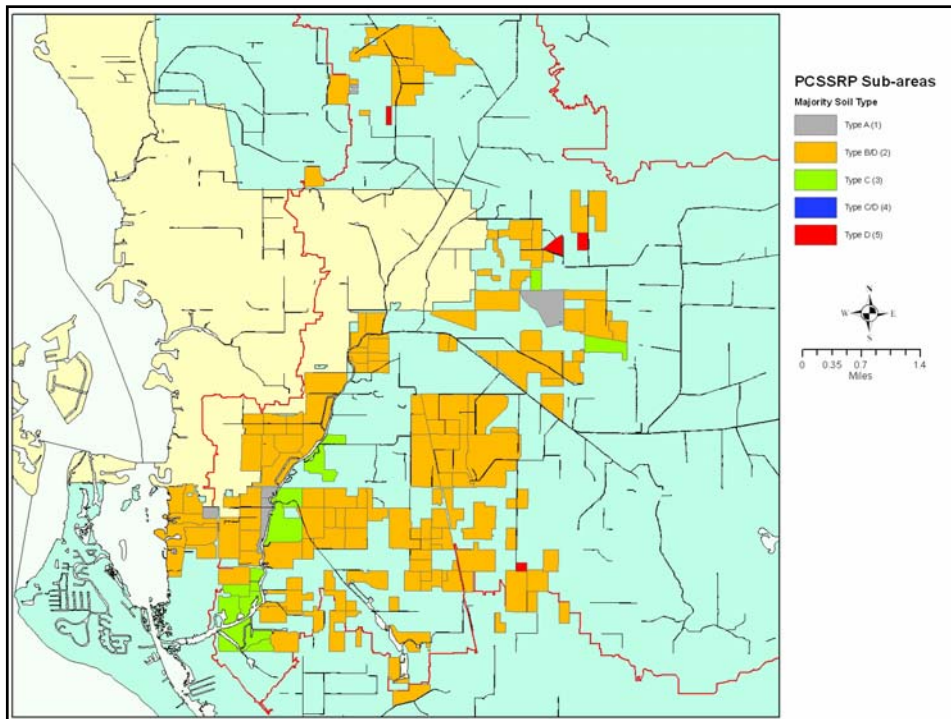 PCSSRP Sub-areas
Majority Soil Type
Type A (1)
Type B/D (2)
Type C (3)
Type C/D (4)
Type D (5)
N
W E
S
0 0.35 0.7 1.4
Miles